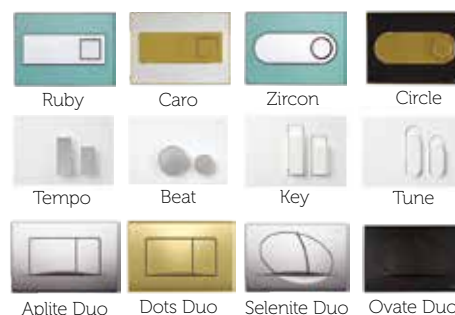 Ruby Caro Zircon Circle
Tempo Beat Key Tune
Aplite Duo Dots Duo Selenite Duo Ovate Duo